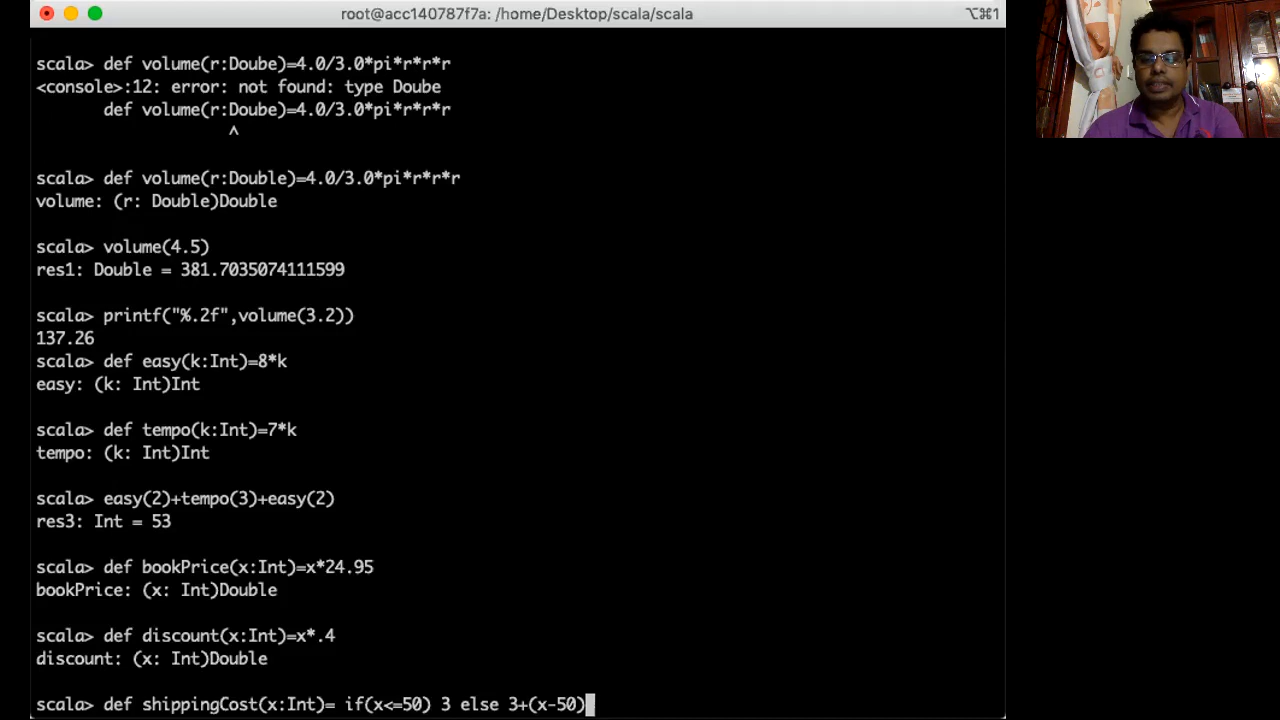 root@acc140787f7a: /home/Desktop/scala/scala
⌥⌘1
scala> def volume(r:Doube)=4.0/3.0*pi*r*r*r
<console>:12: error: not found: type Doube
       def volume(r:Doube)=4.0/3.0*pi*r*r*r
                    ^
scala> def volume(r:Double)=4.0/3.0*pi*r*r*r
volume: (r: Double)Double
scala> volume(4.5)
res1: Double = 381.7035074111599
scala> printf("%.2f",volume(3.2))
137.26
scala> def easy(k:Int)=8*k
easy: (k: Int)Int
scala> def tempo(k:Int)=7*k
tempo: (k: Int)Int
scala> easy(2)+tempo(3)+easy(2)
res3: Int = 53
scala> def bookPrice(x:Int)=x*24.95
bookPrice: (x: Int)Double
scala> def discount(x:Int)=x*.4
discount: (x: Int)Double
scala> def shippingCost(x:Int)= if(x<=50) 3 else 3+(x-50)